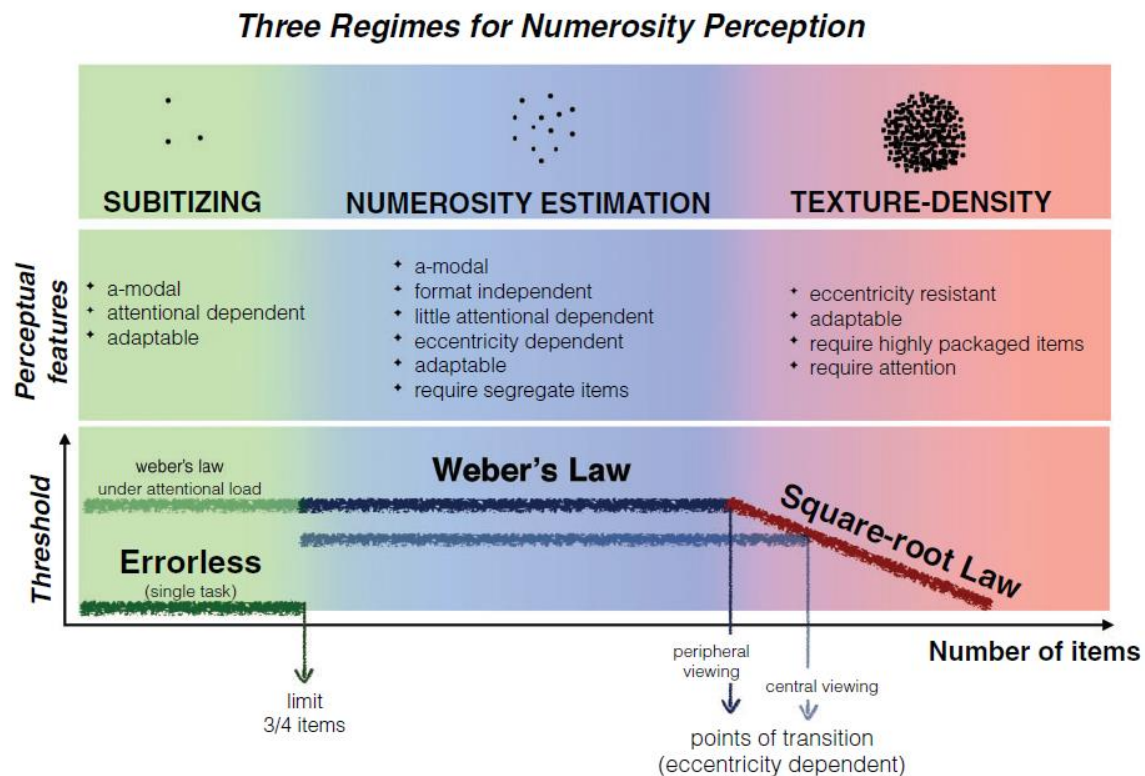 Three Regimes for Numerosity Perception
SUBITIZING
NUMEROSITY ESTIMATION
TEXTURE-DENSITY
Perceptual
features
✦ a-modal
✦ attentional dependent
✦ adaptable
✦ a-modal
✦ format independent
✦ little attentional dependent
✦ eccentricity dependent
✦ adaptable
✦ require segregate items
✦ eccentricity resistant
✦ adaptable
✦ require highly packaged items
✦ require attention
Threshold
weber's law
under attentional load
Errorless
(single task)
Weber's Law
Square-root Law
Number of items
limit
3/4 items
peripheral
viewing
central viewing
points of transition
(eccentricity dependent)